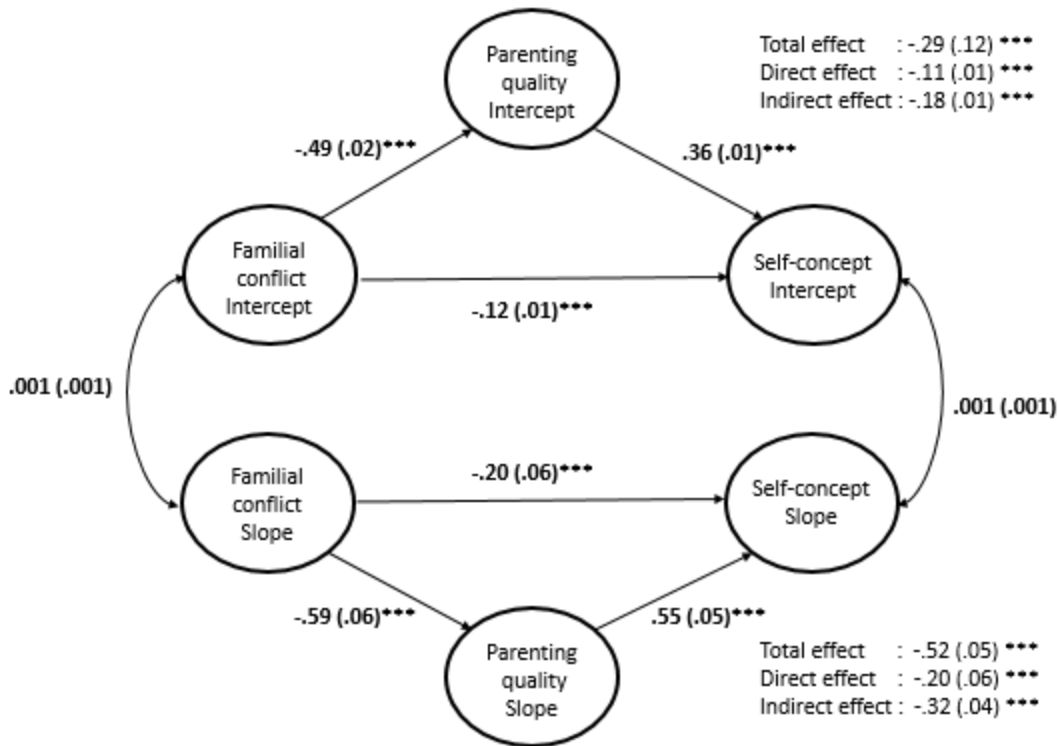 Parenting
quality
Intercept
Total effect : -.29 (.12) ***
Direct effect : -.11 (.01) ***
Indirect effect : -.18 (.01) ***
-.49 (.02)***
.36 (.01)***
Familial
conflict
Intercept
Self-concept
Intercept
-.12 (.01)***
.001 (.001)
.001 (.001)
Familial
conflict
Slope
-.20 (.06)***
Self-concept
Slope
-.59 (.06)***
.55 (.05)***
Parenting
quality
Slope
Total effect : -.52 (.05) ***
Direct effect : -.20 (.06) ***
Indirect effect : -.32 (.04) ***